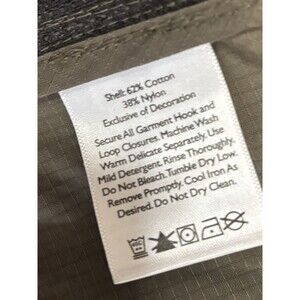 Shell: 62% Cotton
38% Nylon
Exclusive of Decoration
Secure All Garment Hook and
Loop Closures. Machine Wash
Warm Delicate Separately. Use
Mild Detergent. Rinse Thoroughly.
Do Not Bleach. Tumble Dry Low.
Remove Promptly. Cool Iron As
Desired. Do Not Dry Clean.